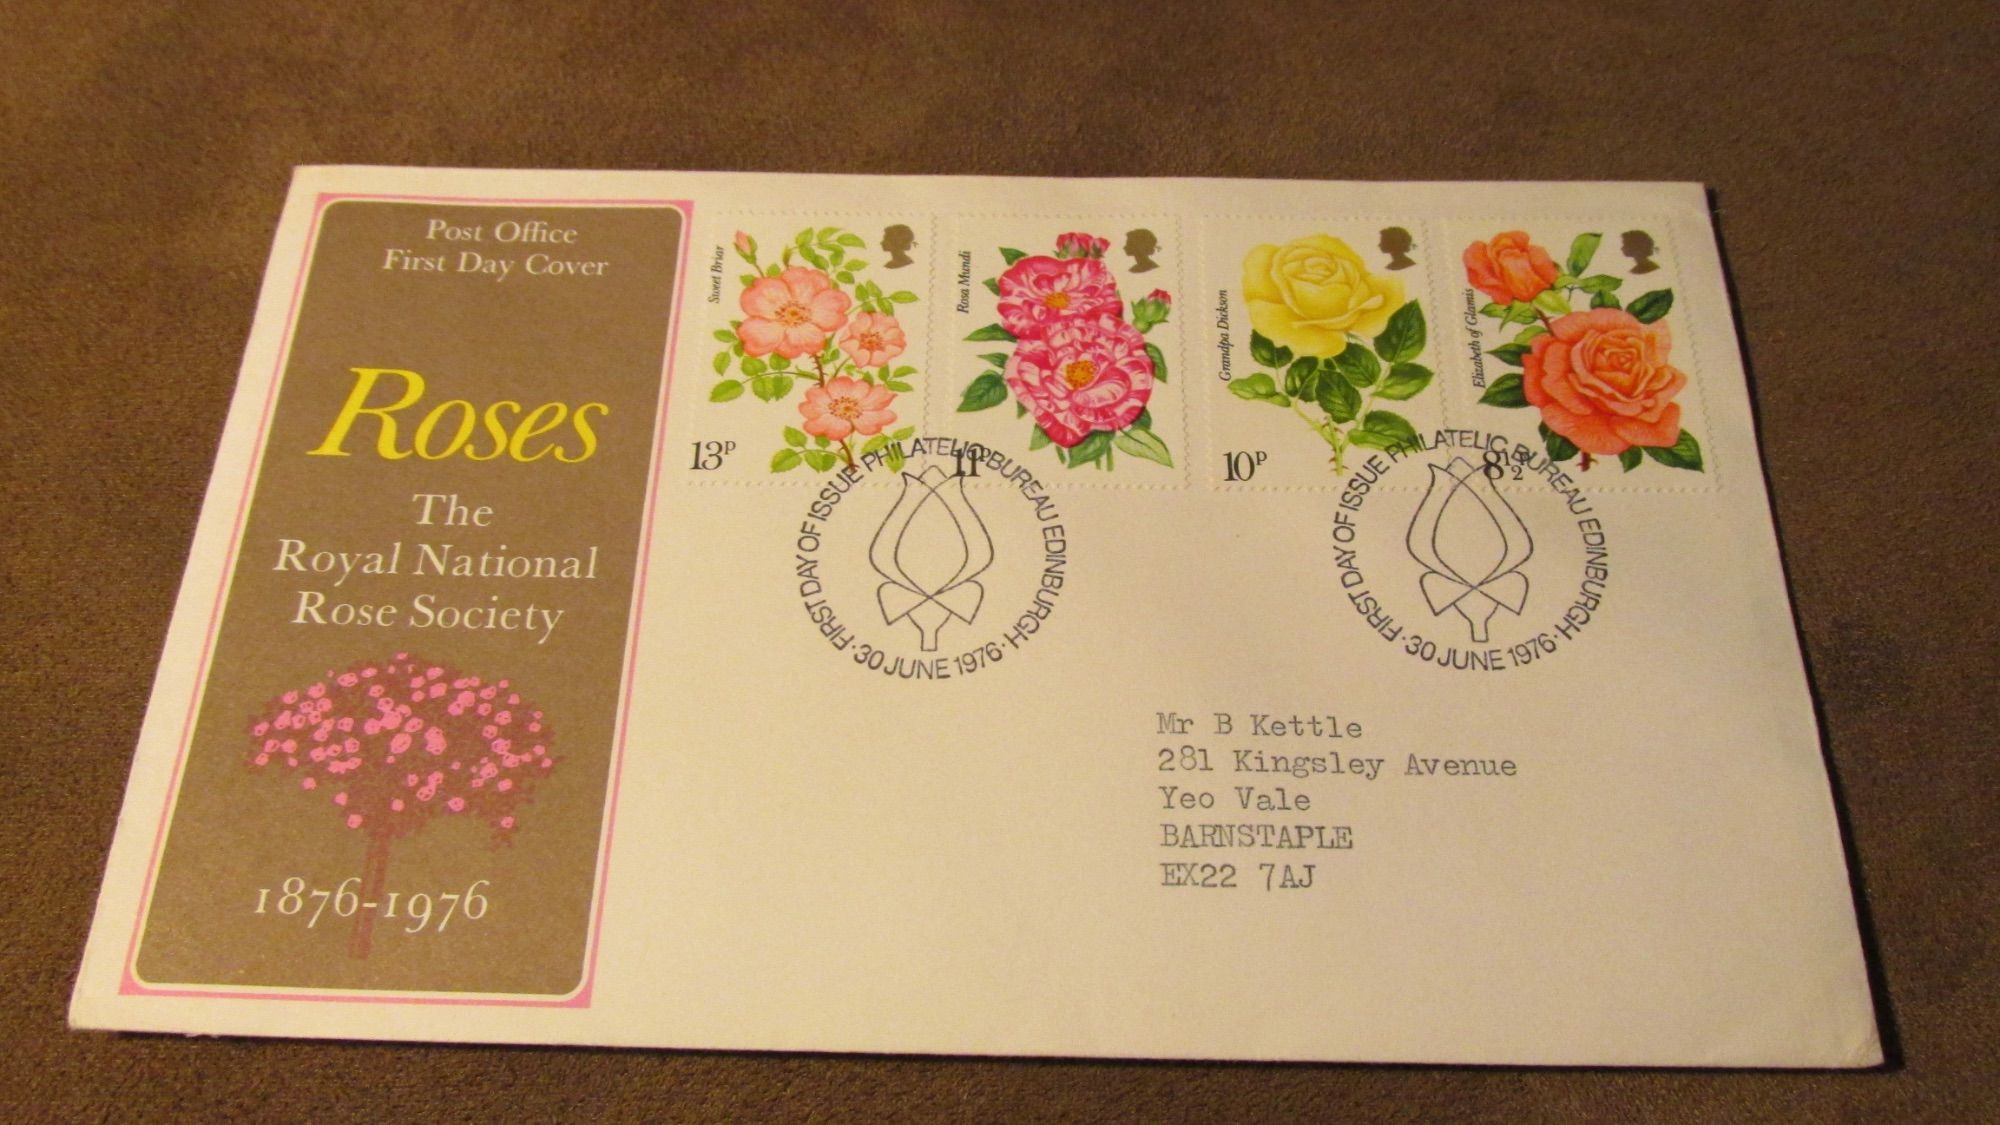 Post Office
First Day Cover
Roses
The
Royal National
Rose Society
1876-1976
Sweet Briar
13p
Rosa Mundi
11p
Grandpa Dickson
10p
Elizabeth of Glamis
8½p
FIRST DAY OF ISSUE PHILATELIC BUREAU EDINBURGH · 30 JUNE 1976 ·
FIRST DAY OF ISSUE PHILATELIC BUREAU EDINBURGH · 30 JUNE 1976 ·
Mr B Kettle
281 Kingsley Avenue
Yeo Vale
BARNSTAPLE
EX22 7AJ